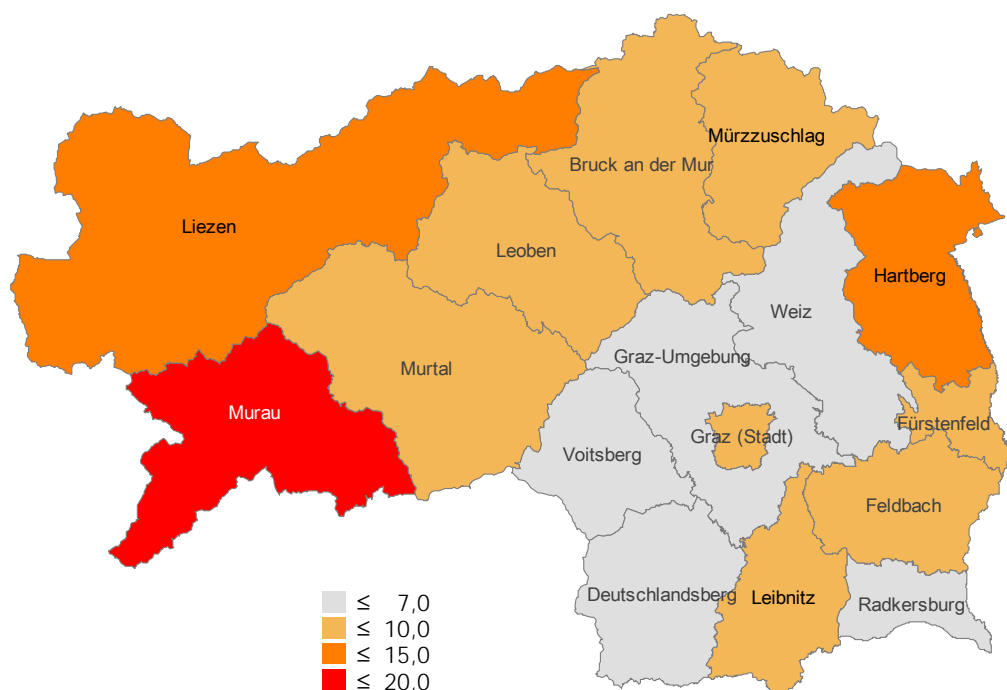 Mürzzuschlag
Bruck an der Mur
Liezen
Leoben
Hartberg
Weiz
Graz-Umgebung
Murtal
Murau
Fürstenfeld
Graz (Stadt)
Voitsberg
Feldbach
Deutschlandsberg
Leibnitz
Radkersburg
≤ 7,0
≤ 10,0
≤ 15,0
≤ 20,0